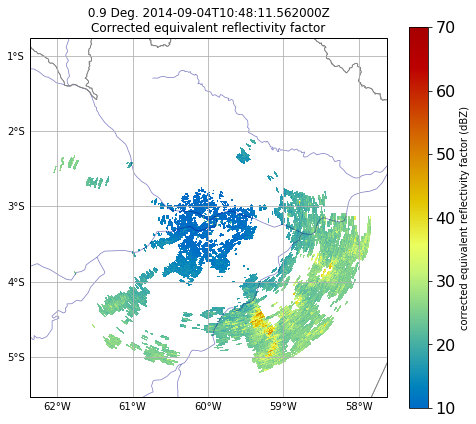 0.9 Deg. 2014-09-04T10:48:11.562000Z
Corrected equivalent reflectivity factor
1°S
2°S
3°S
4°S
5°S
62°W
61°W
60°W
59°W
58°W
70
60
50
40
30
20
10
corrected equivalent reflectivity factor (dBZ)